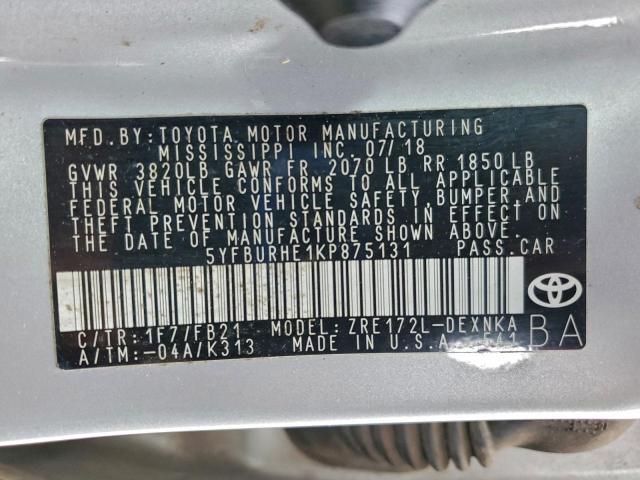 MFD.BY:TOYOTA MOTOR MANUFACTURING
MISSISSIPPI INC 07/18
GVWR 3820LB GAWR FR 2070 LB RR 1850 LB
THIS VEHICLE CONFORMS TO ALL APPLICABLE
FEDERAL MOTOR VEHICLE SAFETY,BUMPER,AND
THEFT PREVENTION STANDARDS IN EFFECT ON
THE DATE OF MANUFACTURE SHOWN ABOVE.
5YFBURHE1KP875131 PASS.CAR
C/TR: 1F7/FB21 MODEL: ZRE172L-DEXNKA
A/TM:-04A/K313 MADE IN U.S.A.
BA